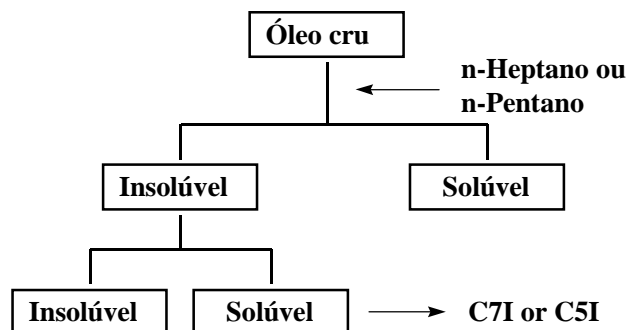 Óleo cru
n-Heptano ou
n-Pentano
Insolúvel
Solúvel
Insolúvel
Solúvel
C7I or C5I